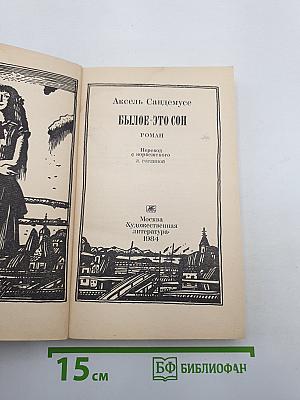 Аксель Сандемусе
БЫЛОЕ-ЭТО СОН
РОМАН
Перевод
с норвежского
Л. ГОРЛИНОЙ
Москва
Художественная
литература
1984
15 см
БФ БИБЛИОФАН